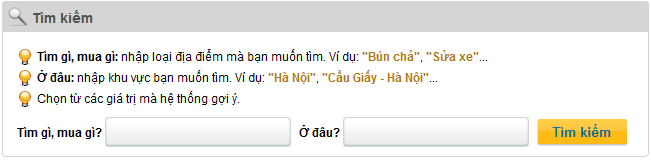 Tìm kiếm
Tìm gì, mua gì: nhập loại địa điểm mà bạn muốn tìm. Ví dụ: "Bún chả", "Sửa xe"...
Ở đâu: nhập khu vực bạn muốn tìm. Ví dụ: "Hà Nội", "Cầu Giấy - Hà Nội"...
Chọn từ các giá trị mà hệ thống gợi ý.
Tìm gì, mua gì? Ở đâu? Tìm kiếm